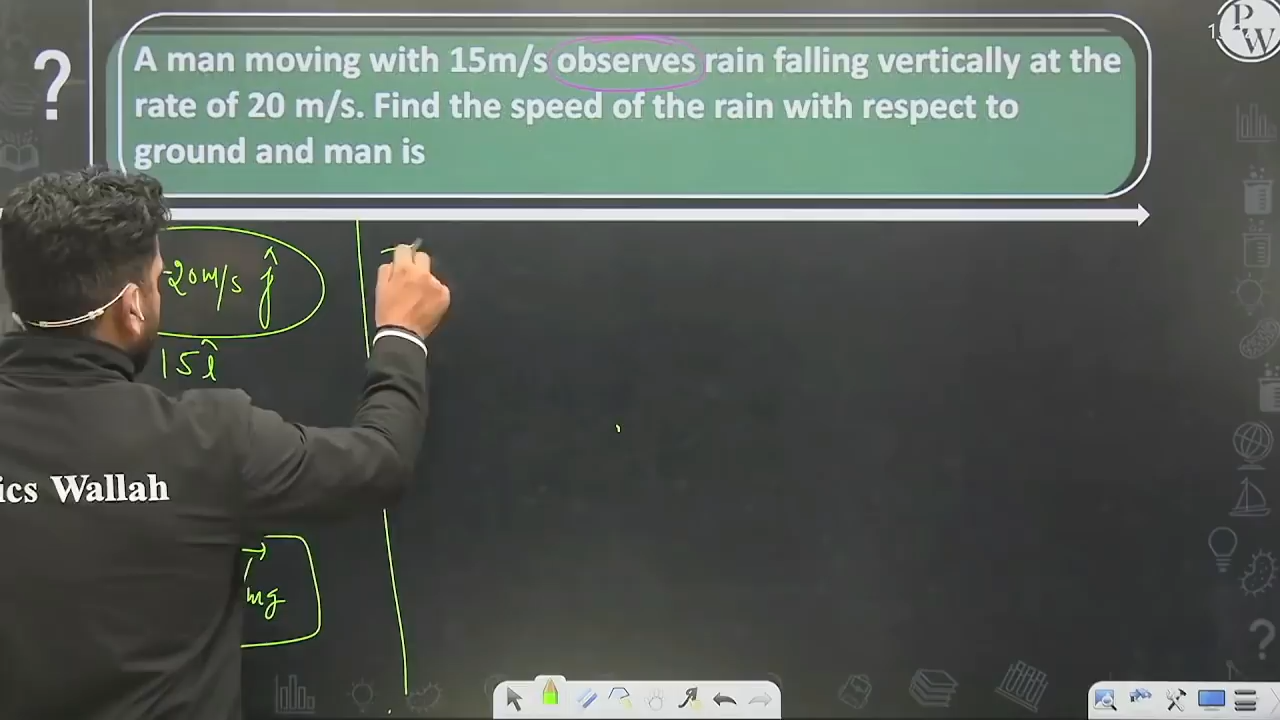 ?
A man moving with 15m/s observes rain falling vertically at the
rate of 20 m/s. Find the speed of the rain with respect to
ground and man is
P
W
-20m/s ĵ
15 î
ics Wallah
mg
?